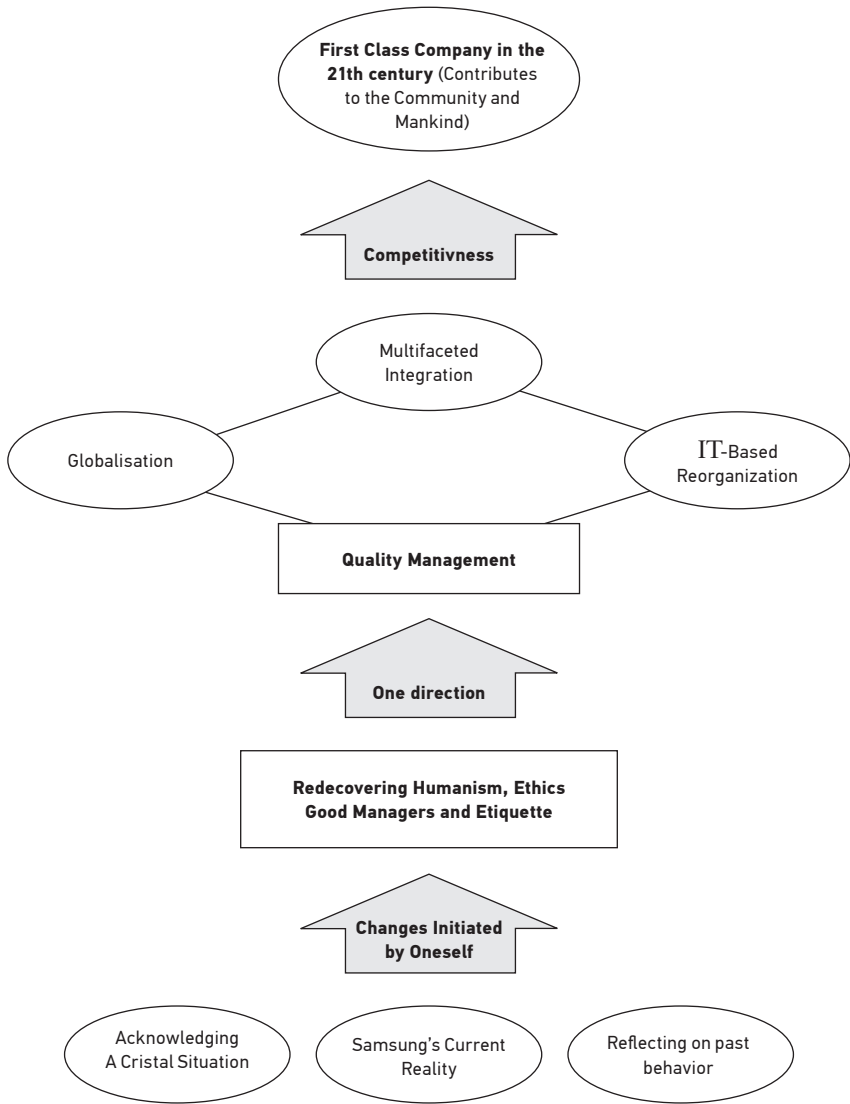 First Class Company in the
21th century (Contributes
to the Community and
Mankind)
Competitivness
Multifaceted
Integration
Globalisation
IT-Based
Reorganization
Quality Management
One direction
Redecovering Humanism, Ethics
Good Managers and Etiquette
Changes Initiated
by Oneself
Acknowledging
A Cristal Situation
Samsung's Current
Reality
Reflecting on past
behavior